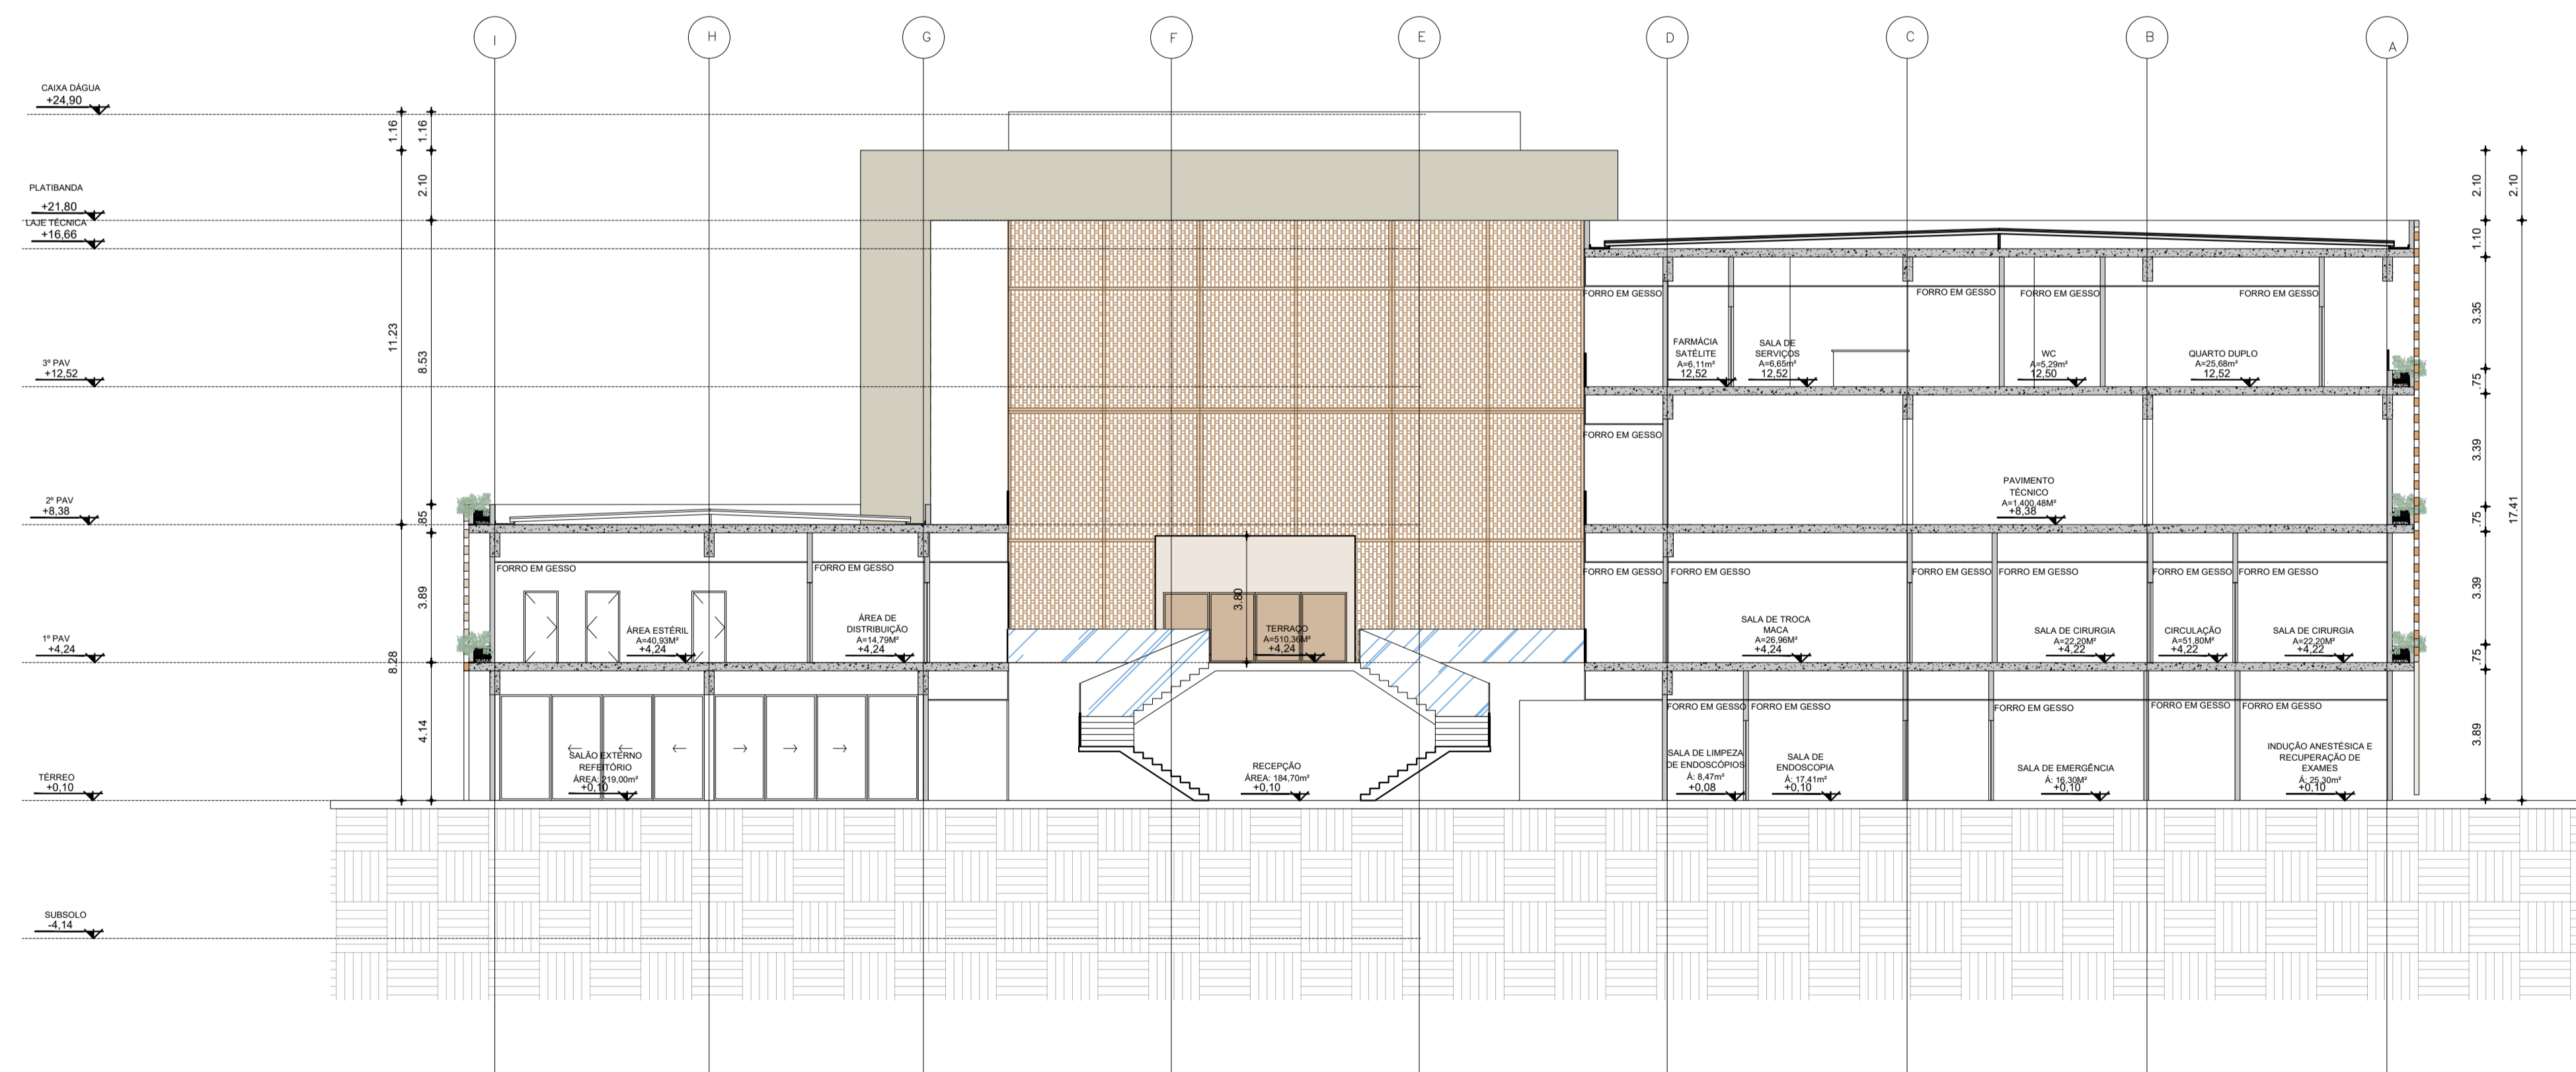 I
H
G
F
E
D
C
B
A
CAIXA DÁGUA
+24,90
PLATIBANDA
+21,80
LAJE TÉCNICA
+16,66
3º PAV
+12,52
2º PAV
+8,38
1º PAV
+4,24
TÉRREO
+0,10
SUBSOLO
-4,14
1.16
11.23
8.28
1.16
2.10
8.53
.85
3.89
4.14
FORRO EM GESSO
FORRO EM GESSO
ÁREA ESTÉRIL
A=40,93M²
+4,24
ÁREA DE
DISTRIBUIÇÃO
A=14,79M²
+4,24
SALÃO EXTERNO
REFEITÓRIO
ÁREA: 219,00m²
+0,10
3.80
TERRAÇO
A=510,36M²
+4,24
RECEPÇÃO
ÁREA: 184,70m²
+0,10
FORRO EM GESSO
FORRO EM GESSO
FORRO EM GESSO
FORRO EM GESSO
FARMÁCIA
SATÉLITE
A=6,11m²
12,52
SALA DE
SERVIÇOS
A=6,65m²
12,52
WC
A=5,29m²
12,50
QUARTO DUPLO
A=25,68m²
12,52
FORRO EM GESSO
PAVIMENTO
TÉCNICO
A=1.400,48M²
+8,38
FORRO EM GESSO
FORRO EM GESSO
FORRO EM GESSO
FORRO EM GESSO
FORRO EM GESSO
FORRO EM GESSO
SALA DE TROCA
MACA
A=26,96M²
+4,24
SALA DE CIRURGIA
A=22,20M²
+4,22
CIRCULAÇÃO
A=51,80M²
+4,22
SALA DE CIRURGIA
A=22,20M²
+4,22
FORRO EM GESSO
FORRO EM GESSO
FORRO EM GESSO
FORRO EM GESSO
FORRO EM GESSO
SALA DE LIMPEZA
DE ENDOSCÓPIOS
Á: 8,47m²
+0,08
SALA DE
ENDOSCOPIA
Á: 17,41m²
+0,10
SALA DE EMERGÊNCIA
Á: 16,30M²
+0,10
INDUÇÃO ANESTÉSICA E
RECUPERAÇÃO DE
EXAMES
Á: 25,30m²
+0,10
2.10
1.10
3.35
.75
3.39
.75
3.39
.75
3.89
2.10
17.41